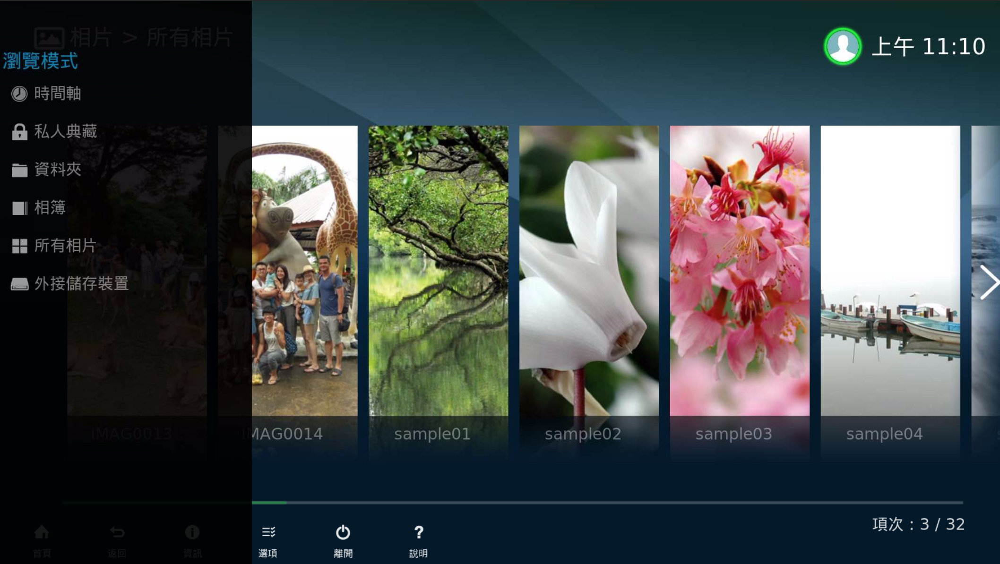 相片 > 所有相片
上午 11:10
瀏覽模式
時間軸
私人典藏
資料夾
相簿
所有相片
外接儲存裝置
IMAG0013
IMAG0014
sample01
sample02
sample03
sample04
項次：3 / 32
首頁
返回
資訊
選項
離開
說明